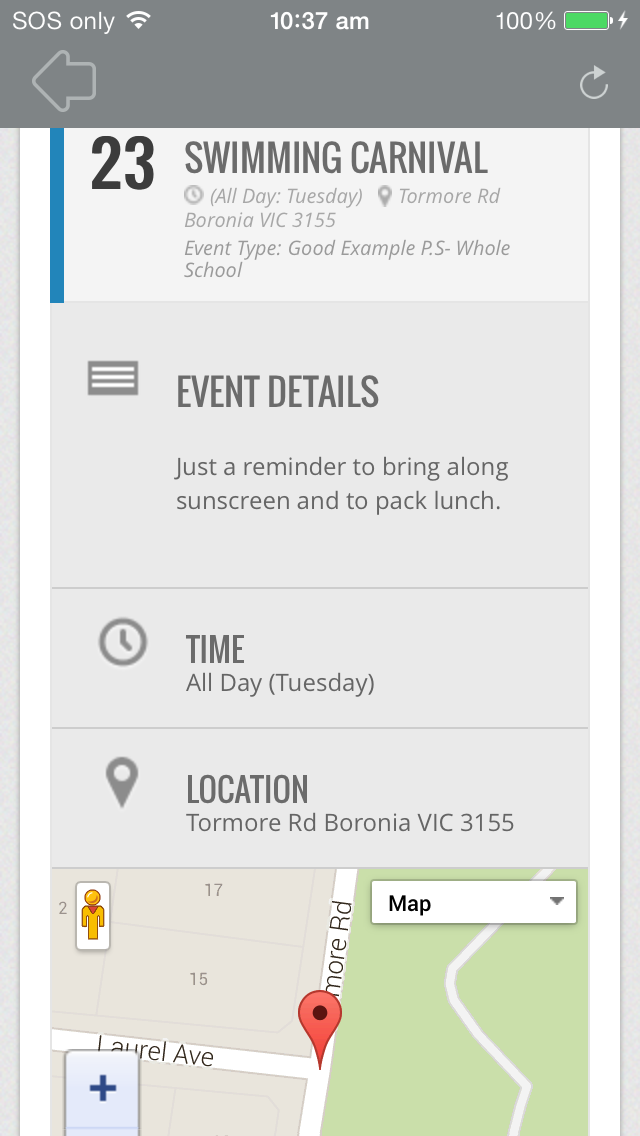 SOS only 10:37 am 100%
23 SWIMMING CARNIVAL
(All Day: Tuesday) Tormore Rd
Boronia VIC 3155
Event Type: Good Example P.S- Whole
School
EVENT DETAILS
Just a reminder to bring along
sunscreen and to pack lunch.
TIME
All Day (Tuesday)
LOCATION
Tormore Rd Boronia VIC 3155
17
2
Map
more Rd
15
Laurel Ave
+